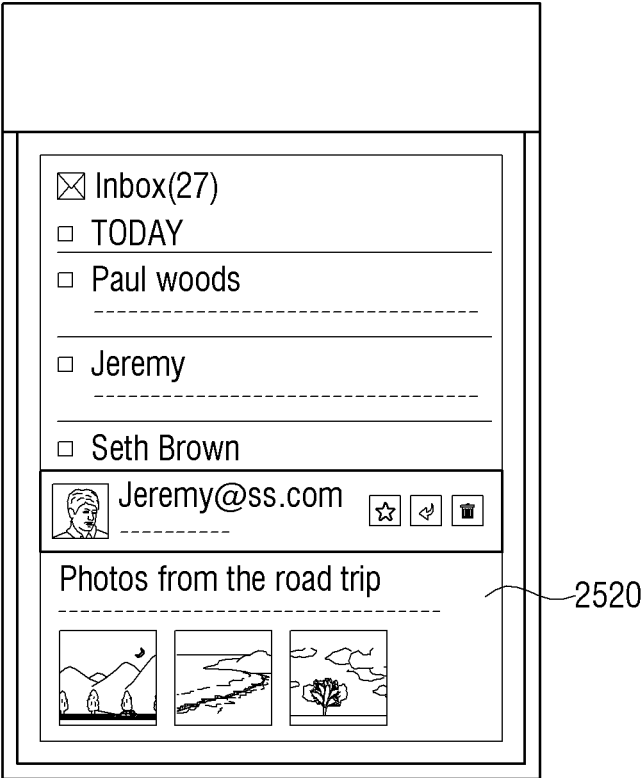 Inbox(27)
TODAY
Paul woods
Jeremy
Seth Brown
Jeremy@ss.com
Photos from the road trip
2520